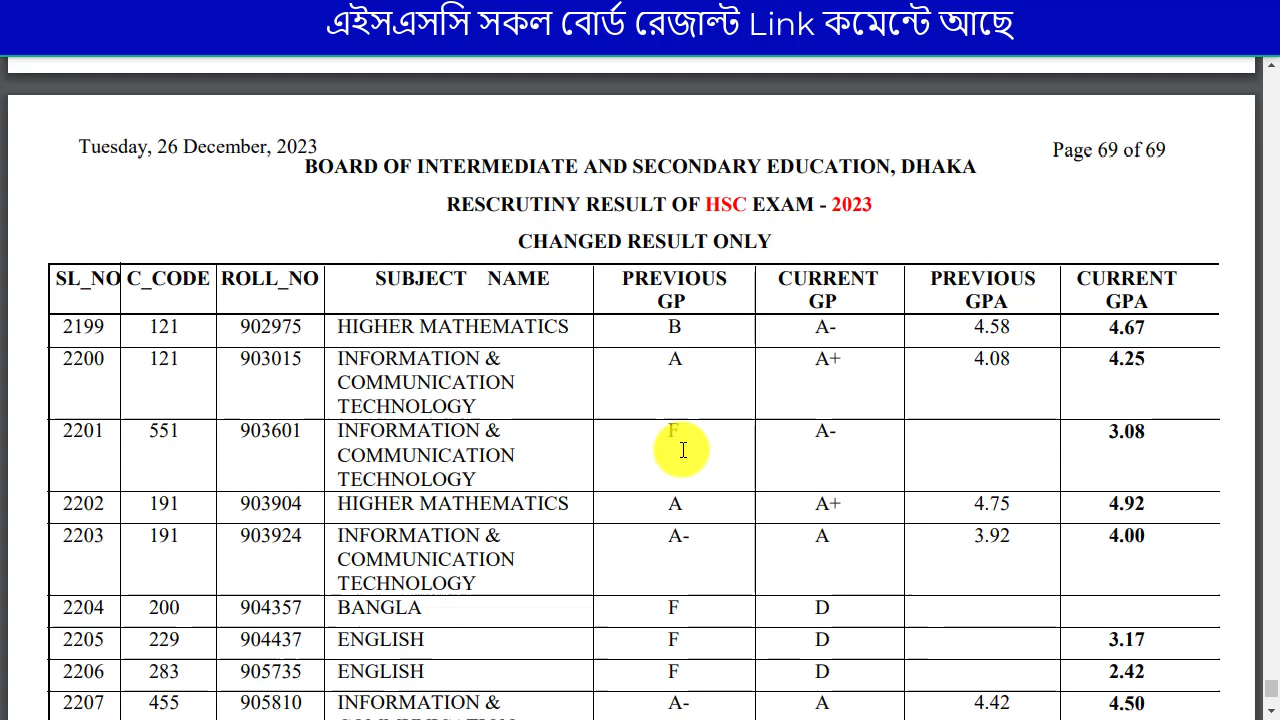 এইসএসসি সকল বোর্ড রেজাল্ট Link কমেন্টে আছে
Tuesday, 26 December, 2023
Page 69 of 69
BOARD OF INTERMEDIATE AND SECONDARY EDUCATION, DHAKA
RESCRUTINY RESULT OF HSC EXAM - 2023
CHANGED RESULT ONLY
SL_NO C_CODE ROLL_NO SUBJECT NAME PREVIOUS GP CURRENT GP PREVIOUS GPA CURRENT GPA
2199 121 902975 HIGHER MATHEMATICS B A- 4.58 4.67
2200 121 903015 INFORMATION & A A+ 4.08 4.25
COMMUNICATION
TECHNOLOGY
2201 551 903601 INFORMATION & F A- 3.08
COMMUNICATION
TECHNOLOGY
2202 191 903904 HIGHER MATHEMATICS A A+ 4.75 4.92
2203 191 903924 INFORMATION & A- A 3.92 4.00
COMMUNICATION
TECHNOLOGY
2204 200 904357 BANGLA F D
2205 229 904437 ENGLISH F D 3.17
2206 283 905735 ENGLISH F D 2.42
2207 455 905810 INFORMATION & A- A 4.42 4.50